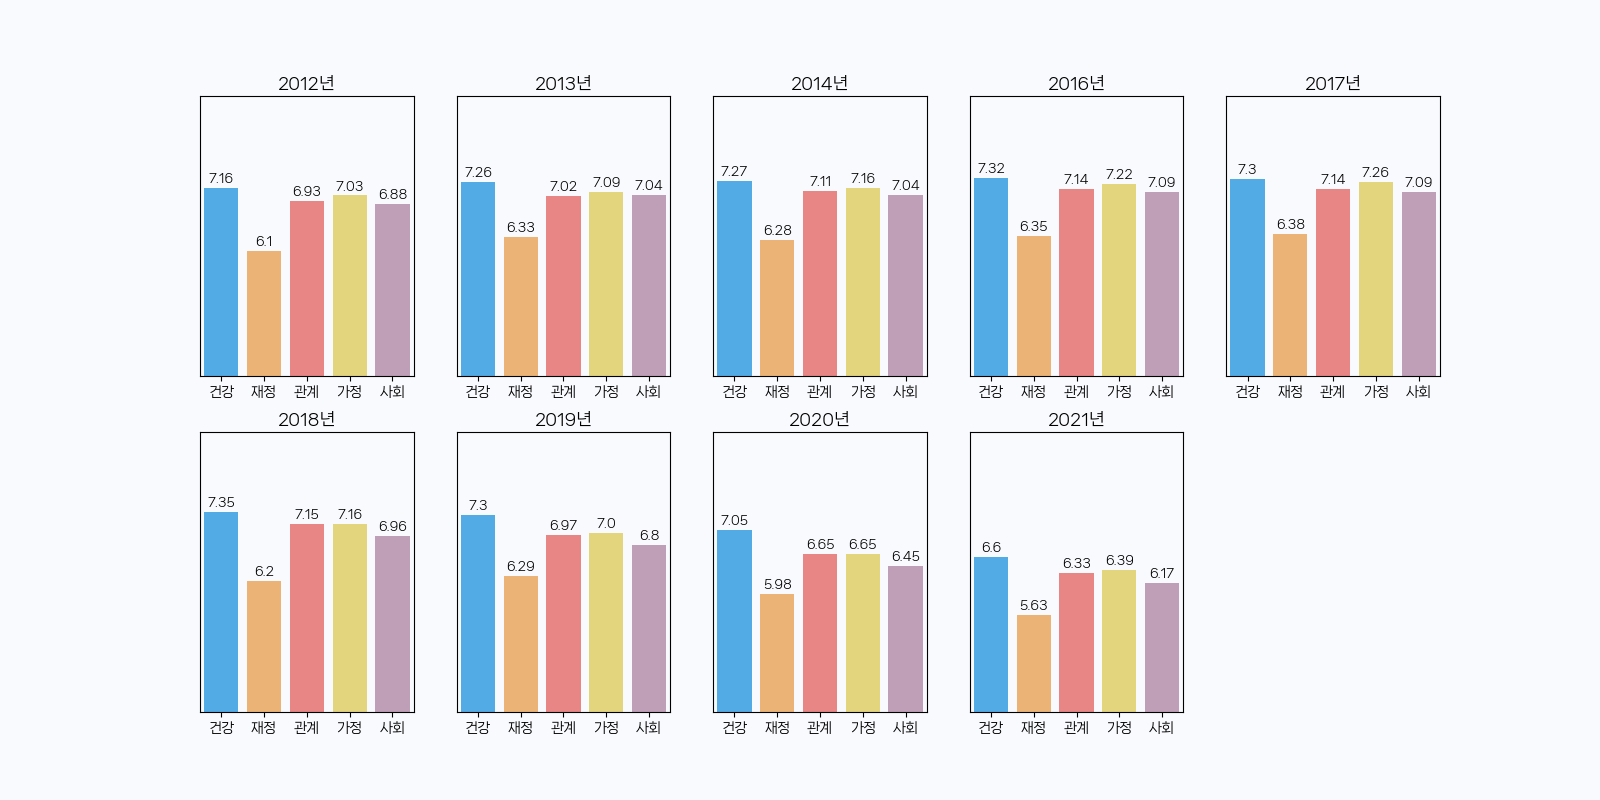 2012년 2013년 2014년 2016년 2017년
7.16 6.1 6.93 7.03 6.88 7.26 6.33 7.02 7.09 7.04 7.27 6.28 7.11 7.16 7.04 7.32 6.35 7.14 7.22 7.09 7.3 6.38 7.14 7.26 7.09
건강 재정 관계 가정 사회 건강 재정 관계 가정 사회 건강 재정 관계 가정 사회 건강 재정 관계 가정 사회 건강 재정 관계 가정 사회
2018년 2019년 2020년 2021년
7.35 6.2 7.15 7.16 6.96 7.3 6.29 6.97 7.0 6.8 7.05 5.98 6.65 6.65 6.45 6.6 5.63 6.33 6.39 6.17
건강 재정 관계 가정 사회 건강 재정 관계 가정 사회 건강 재정 관계 가정 사회 건강 재정 관계 가정 사회